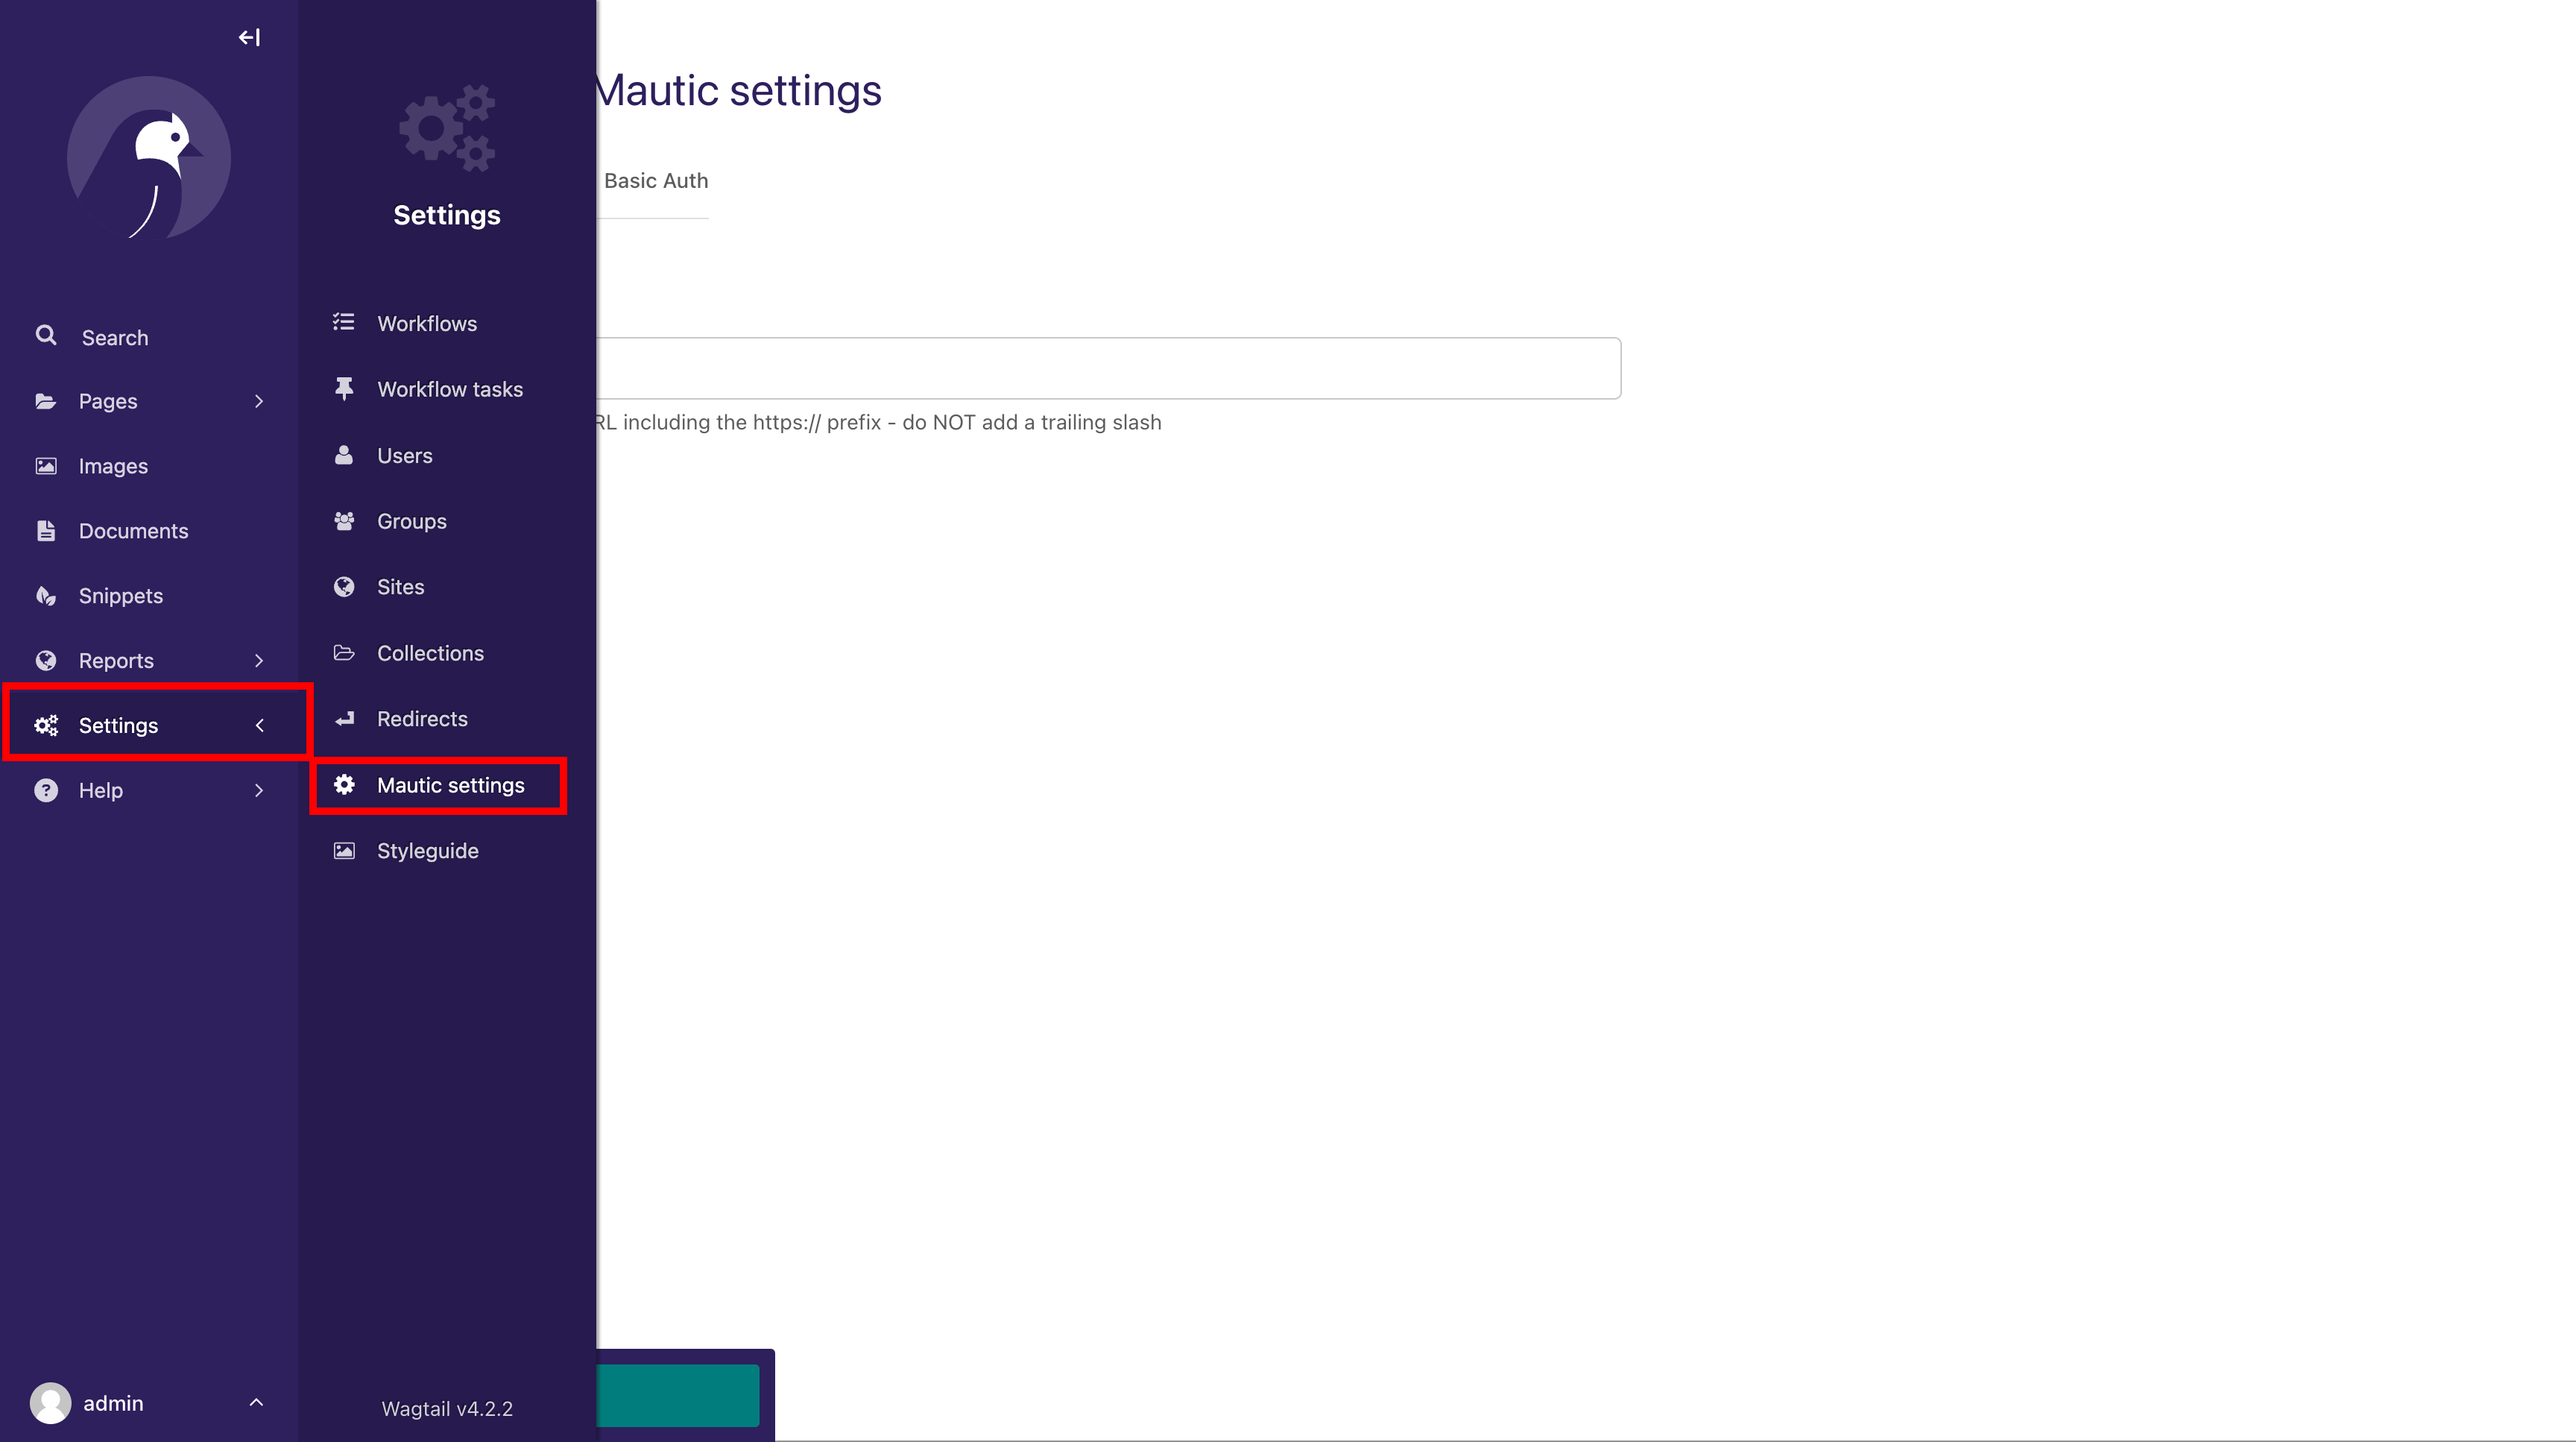 Search
Pages
Images
Documents
Snippets
Reports
Settings
Help
admin
Settings
Workflows
Workflow tasks
Users
Groups
Sites
Collections
Redirects
Mautic settings
Styleguide
Wagtail v4.2.2
Mautic settings
Basic Auth
RL including the https:// prefix - do NOT add a trailing slash